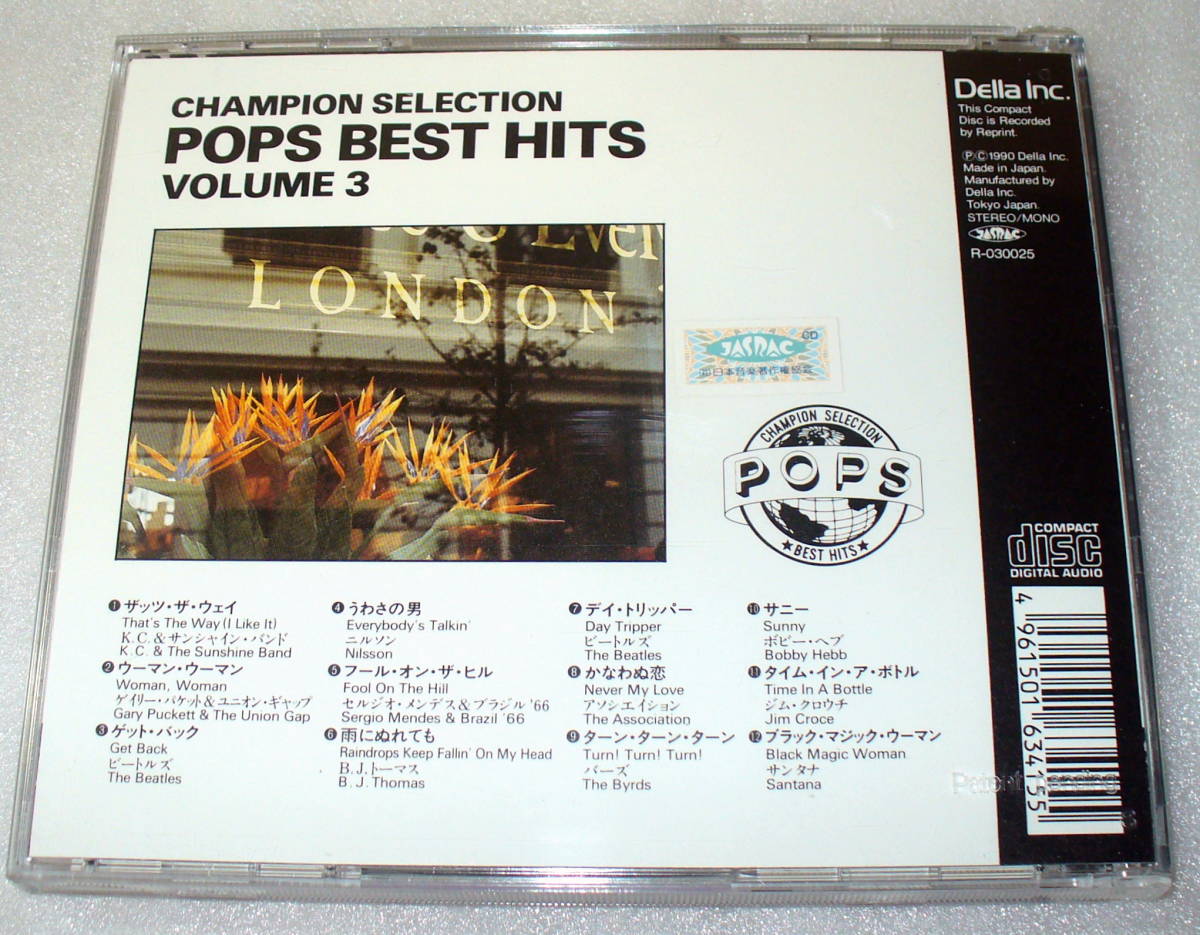 CHAMPION SELECTION
POPS BEST HITS
VOLUME 3
LONDON
JASRAC
CD
日本音楽著作権協会
CHAMPION SELECTION
POPS
★BEST HITS★
❶ザッツ・ザ・ウェイ
That's The Way (I Like It)
K.C.&サンシャイン・バンド
K.C. & The Sunshine Band
❷ウーマン・ウーマン
Woman, Woman
ゲイリー・パケット&ユニオン・ギャップ
Gary Puckett & The Union Gap
❸ゲット・バック
Get Back
ビートルズ
The Beatles
❹うわさの男
Everybody's Talkin'
ニルソン
Nilsson
❺フール・オン・ザ・ヒル
Fool On The Hill
セルジオ・メンデス&ブラジル'66
Sergio Mendes & Brazil '66
❻雨にぬれても
Raindrops Keep Fallin' On My Head
B.J.トーマス
B. J. Thomas
❼デイ・トリッパー
Day Tripper
ビートルズ
The Beatles
❽かなわぬ恋
Never My Love
アソシエイション
The Association
❾ターン・ターン・ターン
Turn! Turn! Turn!
バーズ
The Byrds
❿サニー
Sunny
ボビー・ヘブ
Bobby Hebb
⓫タイム・イン・ア・ボトル
Time In A Bottle
ジム・クロウチ
Jim Croce
⓬ブラック・マジック・ウーマン
Black Magic Woman
サンタナ
Santana
Della Inc.
This Compact
Disc is Recorded
by Reprint.
ⓅⒸ1990 Della Inc.
Made in Japan.
Manufactured by
Della Inc.
Tokyo Japan.
STEREO/MONO
JASRAC
R-030025
COMPACT
disc
DIGITAL AUDIO
4 961501 634155
Patent Pending